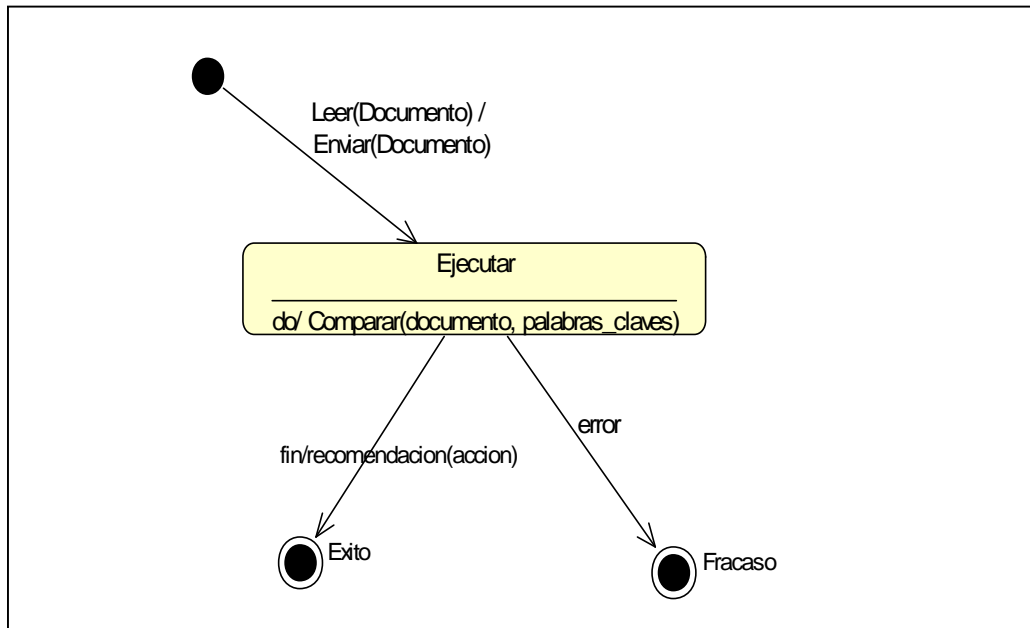 Leer(Documento) /
Enviar(Documento)
Ejecutar
do/ Comparar(documento, palabras_claves)
error
fin/recomendacion(accion)
Exito
Fracaso